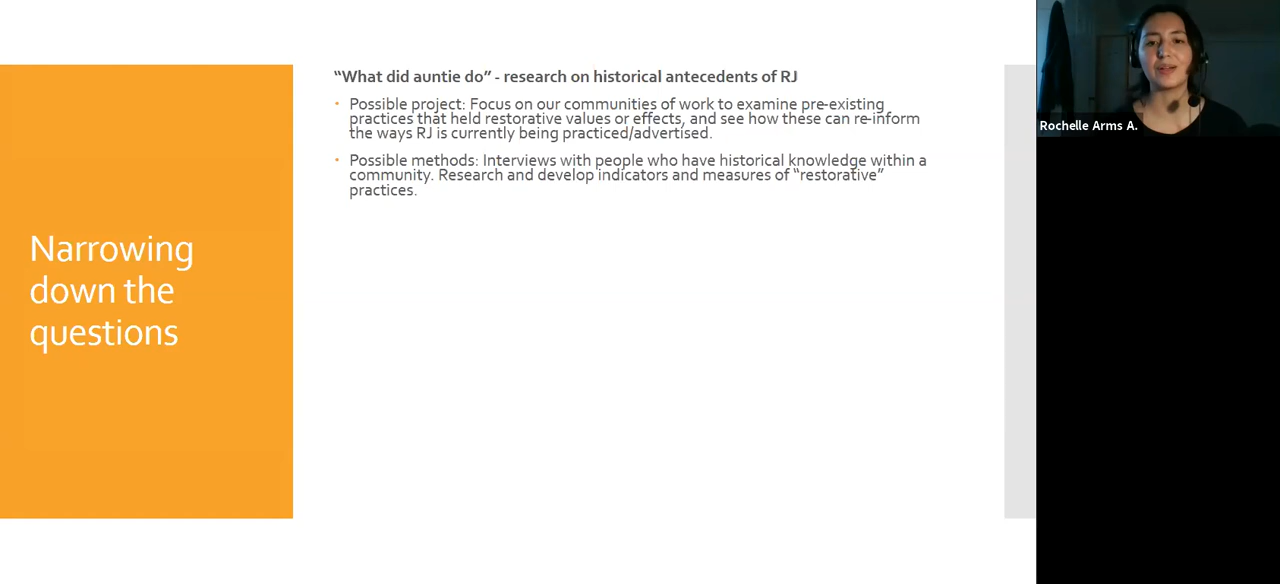 Narrowing
down the
questions
“What did auntie do” - research on historical antecedents of RJ
• Possible project: Focus on our communities of work to examine pre-existing
practices that held restorative values or effects, and see how these can re-inform
the ways RJ is currently being practiced/advertised.
• Possible methods: Interviews with people who have historical knowledge within a
community. Research and develop indicators and measures of “restorative”
practices.
Rochelle Arms A.